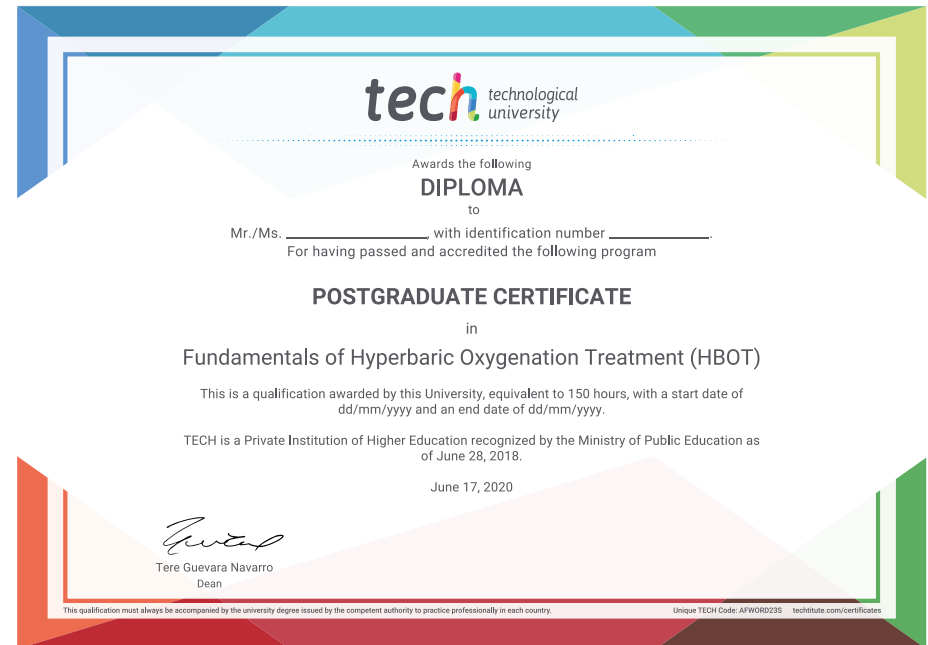 tech technological
university
Awards the following
DIPLOMA
to
Mr./Ms. ____________________, with identification number ______________.
For having passed and accredited the following program
POSTGRADUATE CERTIFICATE
in
Fundamentals of Hyperbaric Oxygenation Treatment (HBOT)
This is a qualification awarded by this University, equivalent to 150 hours, with a start date of
dd/mm/yyyy and an end date of dd/mm/yyyy.
TECH is a Private Institution of Higher Education recognized by the Ministry of Public Education as
of June 28, 2018.
June 17, 2020
Tere Guevara Navarro
Dean
This qualification must always be accompanied by the university degree issued by the competent authority to practice professionally in each country.
Unique TECH Code: AFWORD23S techtitute.com/certificates